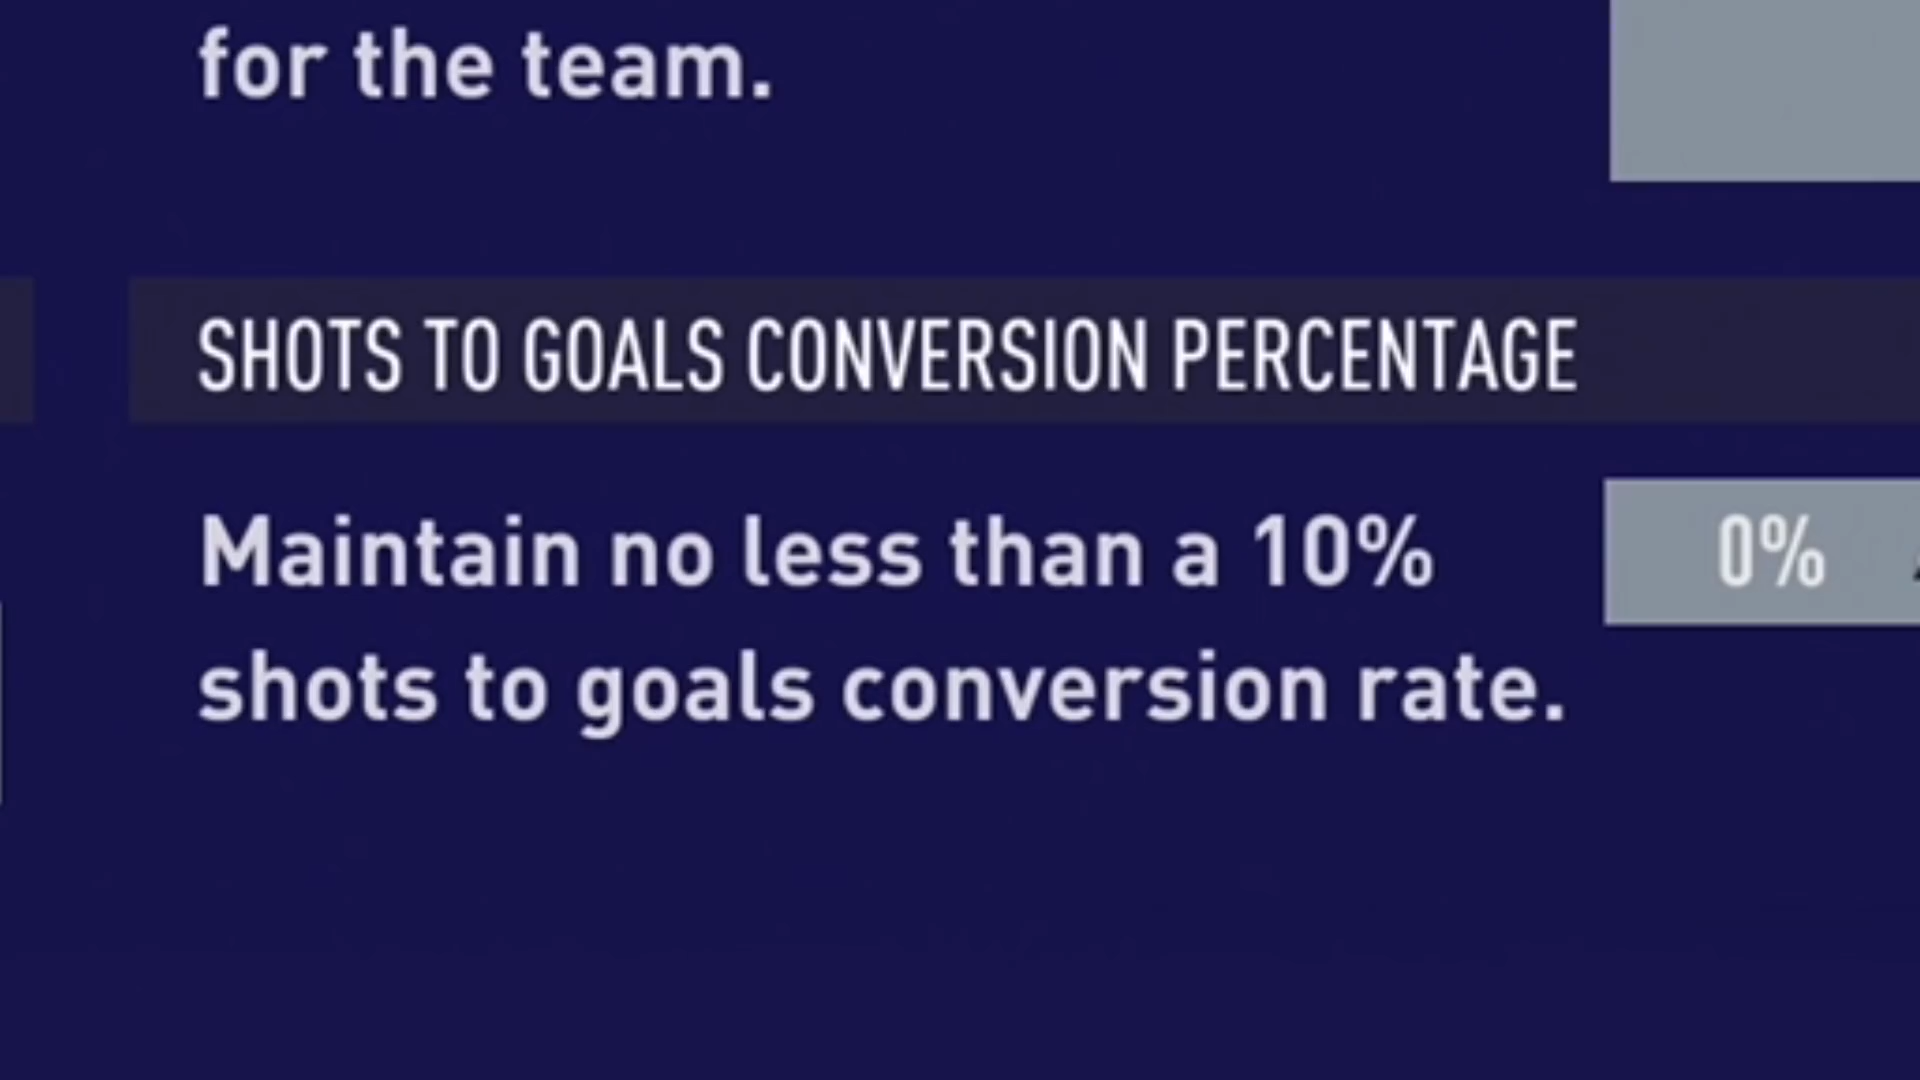 for the team.
SHOTS TO GOALS CONVERSION PERCENTAGE
Maintain no less than a 10% 0%
shots to goals conversion rate.